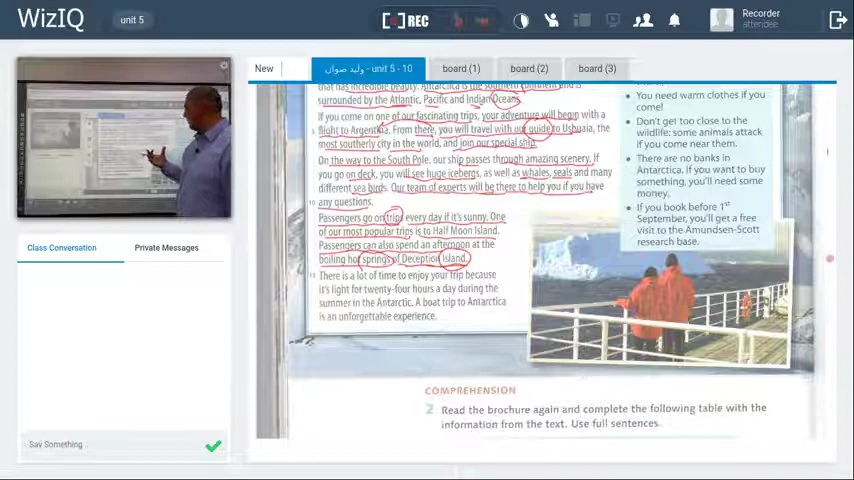 WizIQ
unit 5
[●] REC
Recorder
attendee
New
وليد صوان - unit 5 - 10
board (1)
board (2)
board (3)
that has incredible beauty. Antarctica is the southern continent and is
surrounded by the Atlantic, Pacific and Indian Oceans.
If you come on one of our fascinating trips, your adventure will begin with a
flight to Argentina. From there, you will travel with our guide to Ushuaia, the
most southerly city in the world, and join our special ship.
On the way to the South Pole, our ship passes through amazing scenery. If
you go on deck, you will see huge icebergs, as well as whales, seals and many
different sea birds. Our team of experts will be there to help you if you have
any questions.
Passengers go on trips every day if it's sunny. One
of our most popular trips is to Half Moon Island.
Passengers can also spend an afternoon at the
boiling hot springs of Deception Island.
There is a lot of time to enjoy your trip because
it's light for twenty-four hours a day during the
summer in the Antarctic. A boat trip to Antarctica
is an unforgettable experience.
You need warm clothes if you
come!
Don't get too close to the
wildlife: some animals attack
if you come near them.
There are no banks in
Antarctica. If you want to buy
something, you'll need some
money.
If you book before 1st
September, you'll get a free
visit to the Amundsen-Scott
research base.
COMPREHENSION
2 Read the brochure again and complete the following table with the
information from the text. Use full sentences.
Class Conversation
Private Messages
Say Something